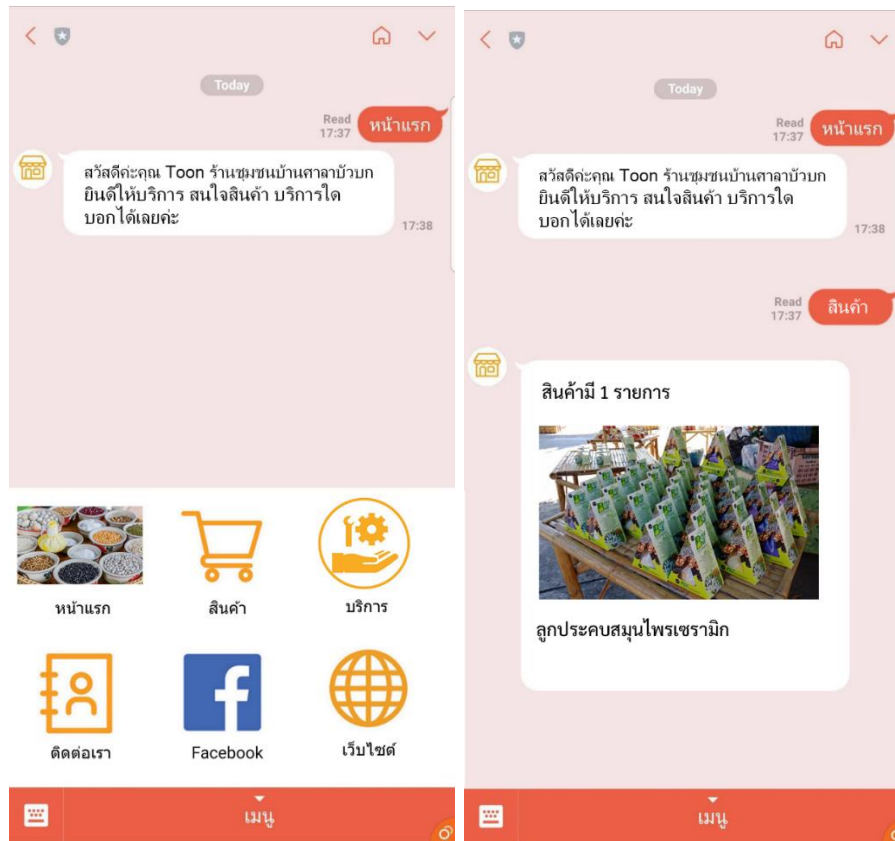 Today
Read
17:37
หน้าแรก
สวัสดีค่ะคุณ Toon ร้านชุมชนบ้านศาลาบัวบก
ยินดีให้บริการ สนใจสินค้า บริการใด
บอกได้เลยค่ะ
17:38
หน้าแรก
สินค้า
บริการ
ติดต่อเรา
Facebook
เว็บไซต์
เมนู
Today
Read
17:37
หน้าแรก
สวัสดีค่ะคุณ Toon ร้านชุมชนบ้านศาลาบัวบก
ยินดีให้บริการ สนใจสินค้า บริการใด
บอกได้เลยค่ะ
17:38
Read
17:37
สินค้า
สินค้ามี 1 รายการ
ลูกประคบสมุนไพรเซรามิก
เมนู